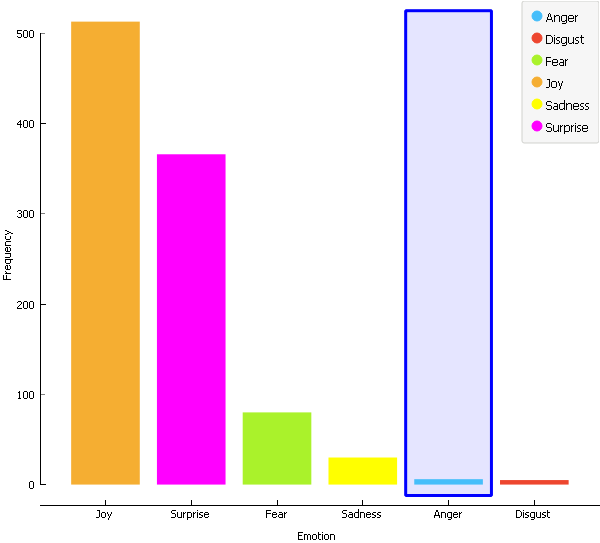 Anger
Disgust
Fear
Joy
Sadness
Surprise
500
400
300
200
100
0
Frequency
Joy Surprise Fear Sadness Anger Disgust
Emotion